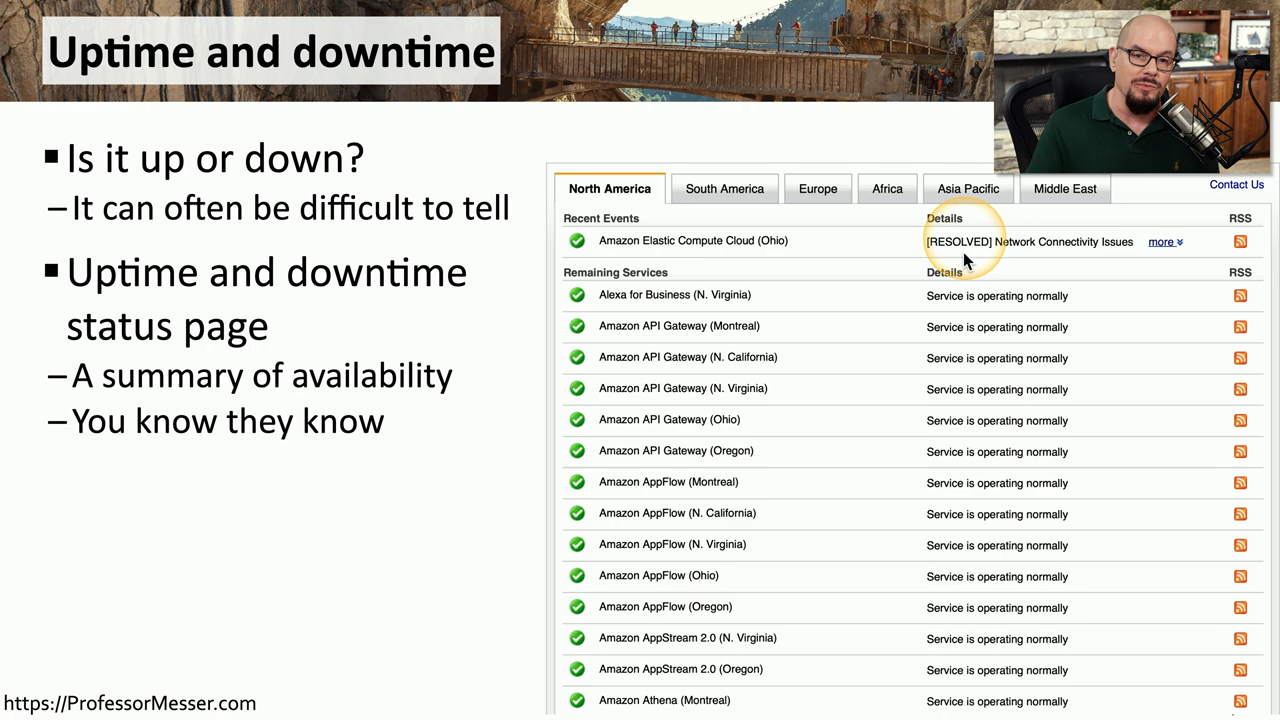 Uptime and downtime
▪ Is it up or down?
– It can often be difficult to tell
▪ Uptime and downtime
status page
– A summary of availability
– You know they know
https://ProfessorMesser.com
North America South America Europe Africa Asia Pacific Middle East Contact Us
Recent Events Details RSS
Amazon Elastic Compute Cloud (Ohio) [RESOLVED] Network Connectivity Issues more
Remaining Services Details RSS
Alexa for Business (N. Virginia) Service is operating normally
Amazon API Gateway (Montreal) Service is operating normally
Amazon API Gateway (N. California) Service is operating normally
Amazon API Gateway (N. Virginia) Service is operating normally
Amazon API Gateway (Ohio) Service is operating normally
Amazon API Gateway (Oregon) Service is operating normally
Amazon AppFlow (Montreal) Service is operating normally
Amazon AppFlow (N. California) Service is operating normally
Amazon AppFlow (N. Virginia) Service is operating normally
Amazon AppFlow (Ohio) Service is operating normally
Amazon AppFlow (Oregon) Service is operating normally
Amazon AppStream 2.0 (N. Virginia) Service is operating normally
Amazon AppStream 2.0 (Oregon) Service is operating normally
Amazon Athena (Montreal) Service is operating normally